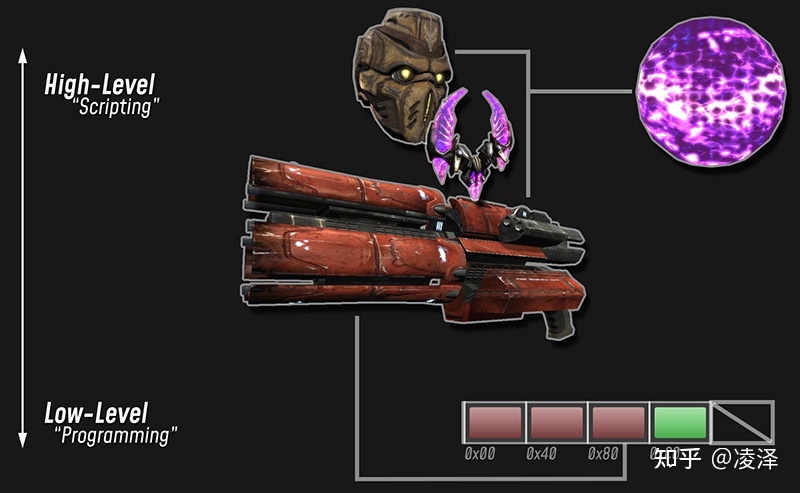 High-Level
"Scripting"
Low-Level
"Programming"
0x00
0x40
0x80
知乎 @凌泽